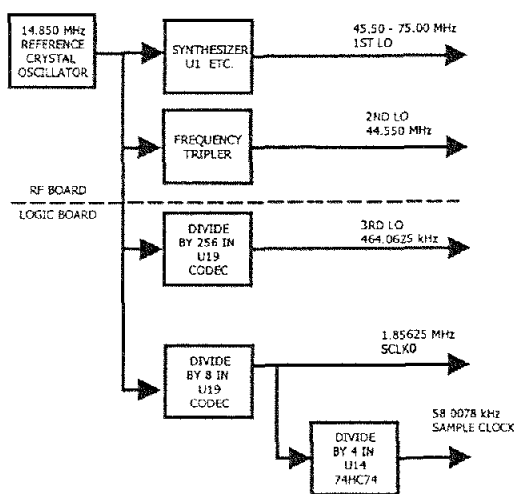 14.850 MHz
REFERENCE
CRYSTAL
OSCILLATOR
SYNTHESIZER
U1 ETC.
45.50 - 75.00 MHz
1ST LO
FREQUENCY
TRIPLER
2ND LO
44.550 MHz
RF BOARD
LOGIC BOARD
DIVIDE
BY 256 IN
U19
CODEC
3RD LO
464.0625 kHz
DIVIDE
BY 8 IN
U19
CODEC
1.85625 MHz
SCLK0
DIVIDE
BY 4 IN
U14
74HC74
58.0078 kHz
SAMPLE CLOCK